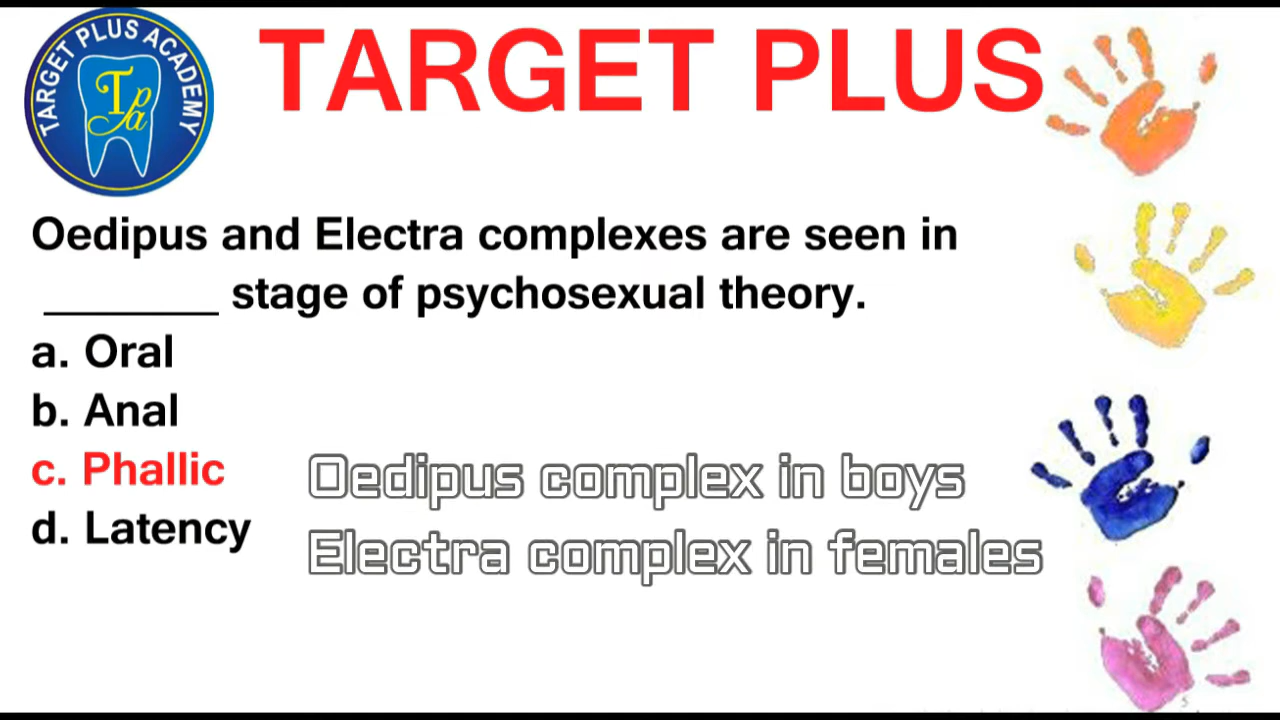 TARGET PLUS ACADEMY
Tpa
TARGET PLUS
Oedipus and Electra complexes are seen in
________ stage of psychosexual theory.
a. Oral
b. Anal
c. Phallic
d. Latency
Oedipus complex in boys
Electra complex in females